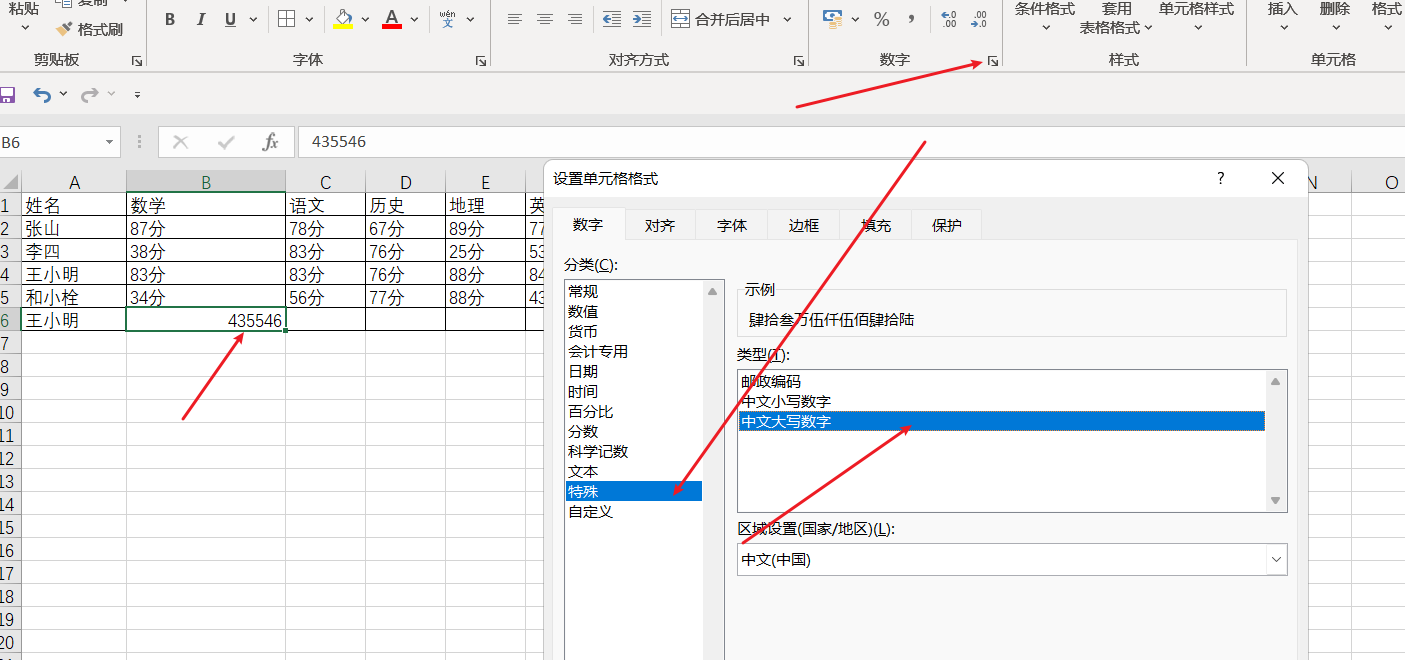 粘贴 复制 B I U A wén 文 合并后居中 % , .00 .00 条件格式 套用 单元格样式 插入 删除 格式
格式刷 表格格式
剪贴板 字体 对齐方式 数字 样式 单元格
B6 fx 435546
A B C D E N O
设置单元格格式 ?
1 姓名 数学 语文 历史 地理 英
2 张山 87分 78分 67分 89分 77
3 李四 38分 83分 76分 25分 53
4 王小明 83分 83分 76分 88分 84
5 和小栓 34分 56分 77分 88分 43
6 王小明 435546
7
8
9
10
11
12
13
14
15
16
17
18
19
20
数字 对齐 字体 边框 填充 保护
分类(C):
常规
数值
货币
会计专用
日期
时间
百分比
分数
科学记数
文本
特殊
自定义
示例
肆拾叁万伍仟伍佰肆拾陆
类型(T):
邮政编码
中文小写数字
中文大写数字
区域设置(国家/地区)(L):
中文(中国)